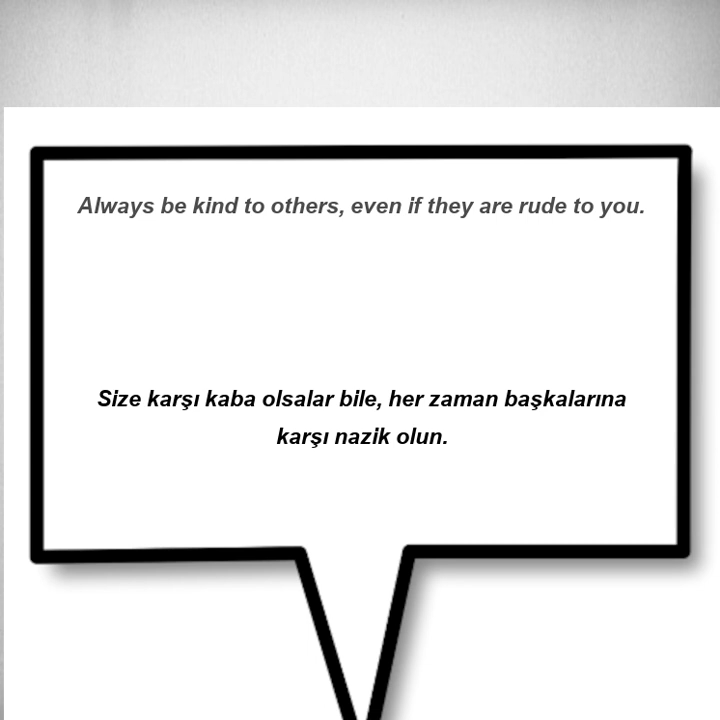 Always be kind to others, even if they are rude to you.
Size karşı kaba olsalar bile, her zaman başkalarına
karşı nazik olun.